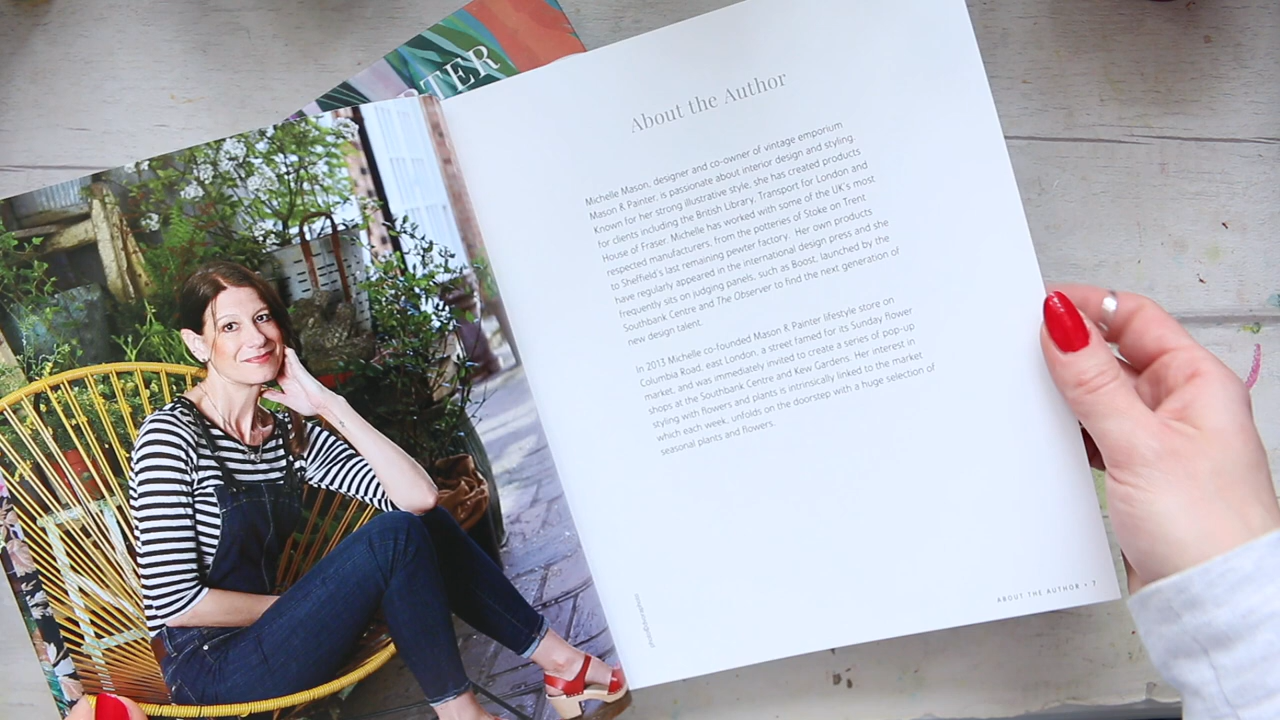 RTER
About the Author
Michelle Mason, designer and co-owner of vintage emporium
Mason & Painter, is passionate about interior design and styling.
Known for her strong illustrative style, she has created products
for clients including the British Library, Transport for London and
House of Fraser. Michelle has worked with some of the UK's most
respected manufacturers, from the potteries of Stoke on Trent
to Sheffield's last remaining pewter factory. Her own products
have regularly appeared in the international design press and she
frequently sits on judging panels, such as Boost, launched by the
Southbank Centre and The Observer to find the next generation of
new design talent.
In 2013 Michelle co-founded Mason & Painter lifestyle store on
Columbia Road, east London, a street famed for its Sunday flower
market, and was immediately invited to create a series of pop-up
shops at the Southbank Centre and Kew Gardens. Her interest in
styling with flowers and plants is intrinsically linked to the market
which each week, unfolds on the doorstep with a huge selection of
seasonal plants and flowers.
ABOUT THE AUTHOR • 7